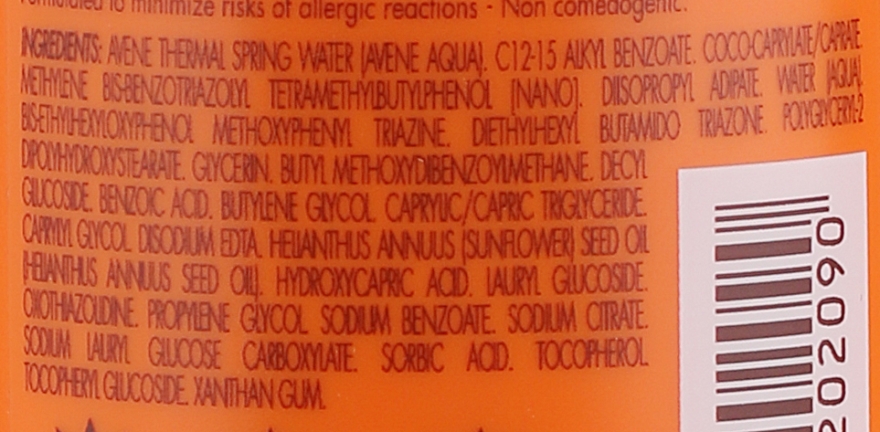 Formulated to minimize risks of allergic reactions - Non comedogenic.
INGREDIENTS: AVENE THERMAL SPRING WATER (AVENE AQUA). C12-15 ALKYL BENZOATE. COCO-CAPRYLATE/CAPRATE.
METHYLENE BIS-BENZOTRIAZOLYL TETRAMETHYLBUTYLPHENOL [NANO]. DIISOPROPYL ADIPATE. WATER (AQUA).
BIS-ETHYLHEXYLOXYPHENOL METHOXYPHENYL TRIAZINE. DIETHYLHEXYL BUTAMIDO TRIAZONE. POLYGLYCERYL-2
DIPOLYHYDROXYSTEARATE. GLYCERIN. BUTYL METHOXYDIBENZOYLMETHANE. DECYL
GLUCOSIDE. BENZOIC ACID. BUTYLENE GLYCOL. CAPRYLIC/CAPRIC TRIGLYCERIDE.
CAPRYLYL GLYCOL. DISODIUM EDTA. HELIANTHUS ANNUUS (SUNFLOWER) SEED OIL
(HELIANTHUS ANNUUS SEED OIL). HYDROXYCAPRIC ACID. LAURYL GLUCOSIDE.
OXOTHIAZOLIDINE. PROPYLENE GLYCOL. SODIUM BENZOATE. SODIUM CITRATE.
SODIUM LAURYL GLUCOSE CARBOXYLATE. SORBIC ACID. TOCOPHEROL.
TOCOPHERYL GLUCOSIDE. XANTHAN GUM.
202090